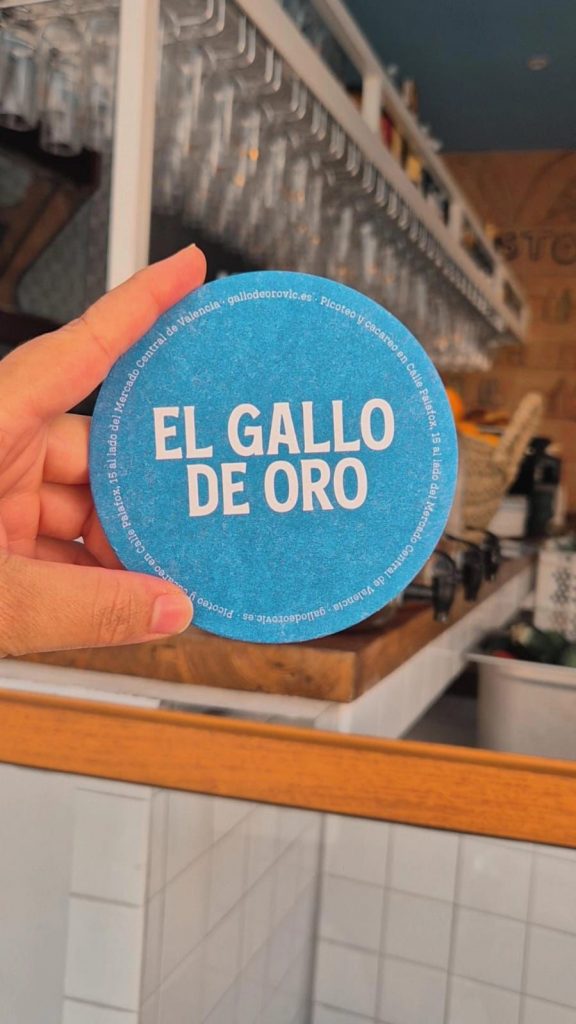 EL GALLO
DE ORO
Picoteo y cacareo en Calle Palafox, 15 al lado del Mercado Central de Valencia · gallodeorovlc.es · Picoteo y cacareo en Calle Palafox, 15 al lado del Mercado Central de Valencia · gallodeorovlc.es ·